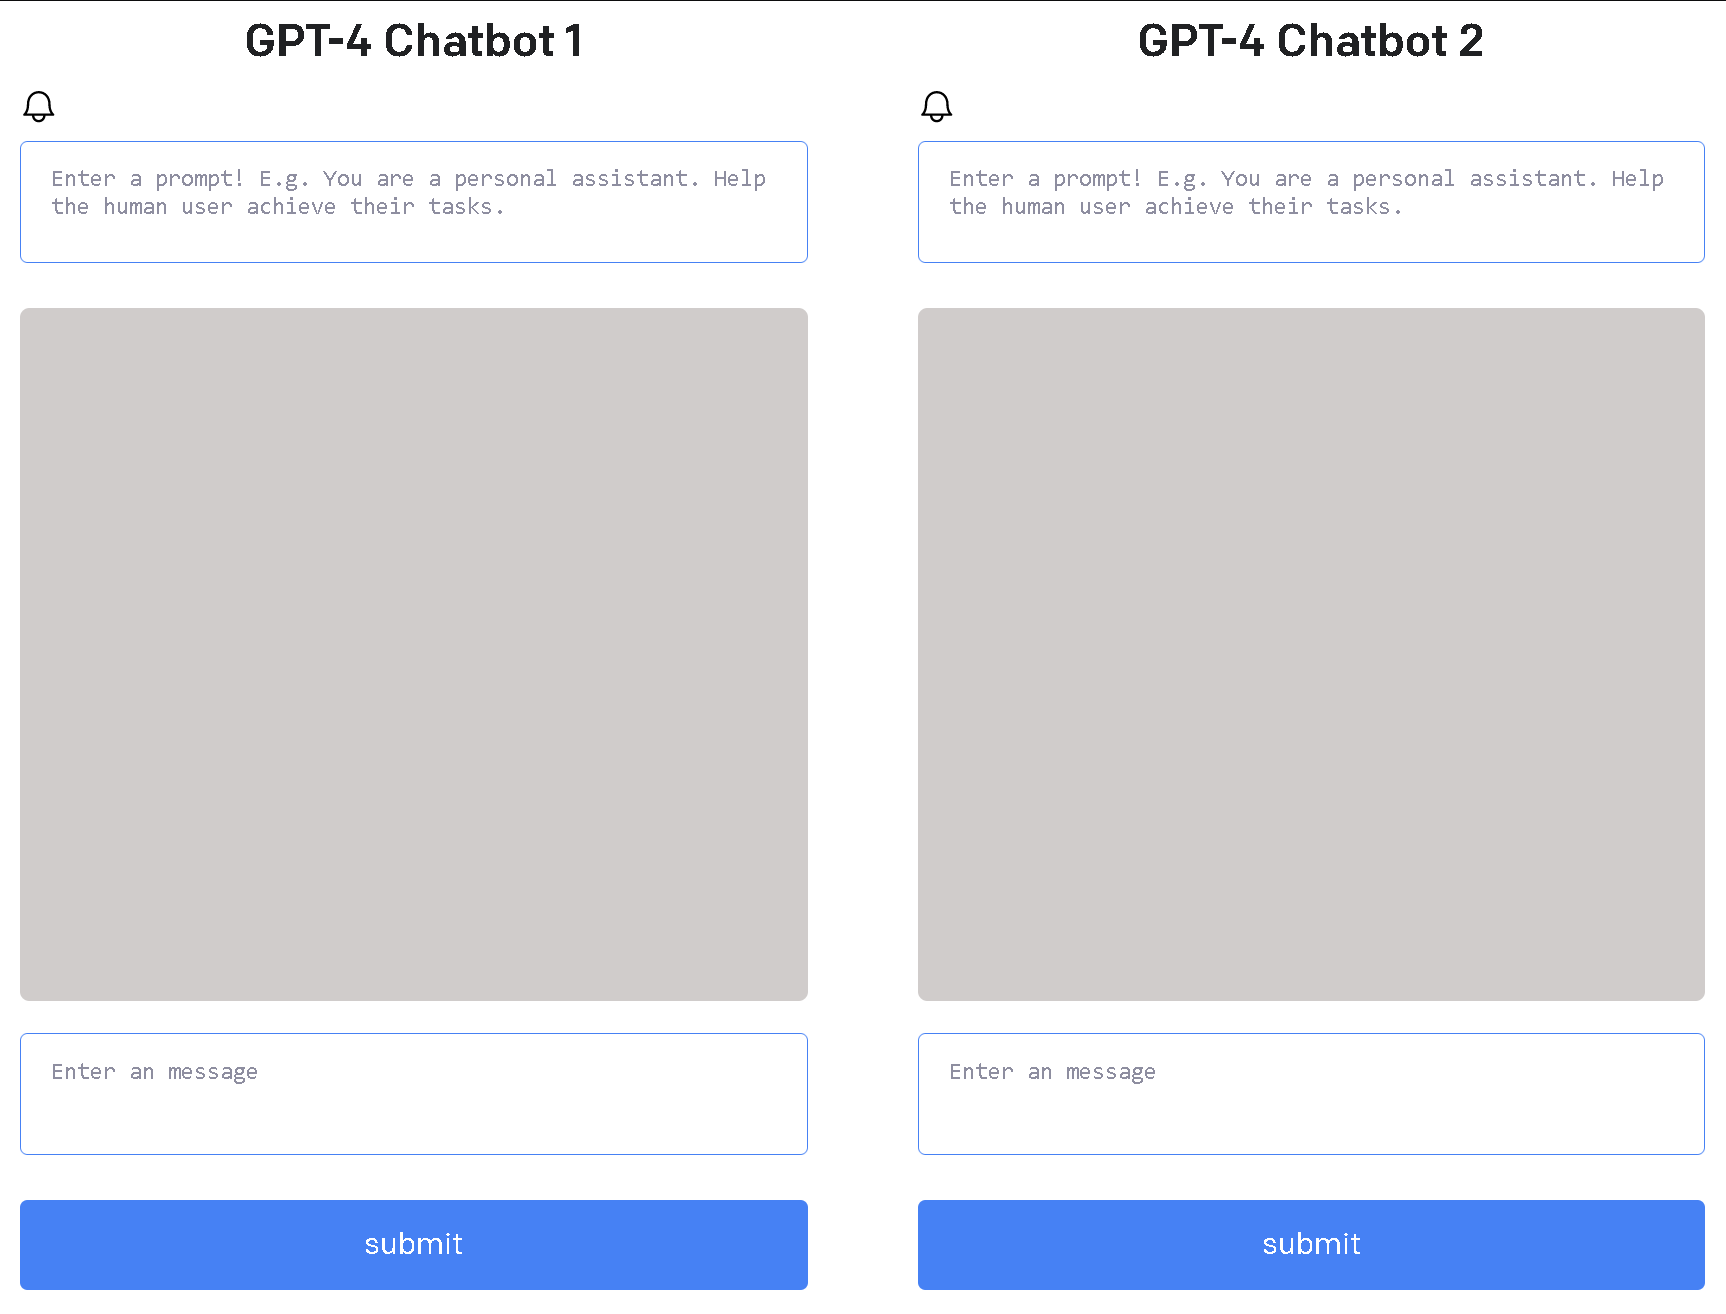 GPT-4 Chatbot 1
Enter a prompt! E.g. You are a personal assistant. Help
the human user achieve their tasks.
Enter an message
submit
GPT-4 Chatbot 2
Enter a prompt! E.g. You are a personal assistant. Help
the human user achieve their tasks.
Enter an message
submit